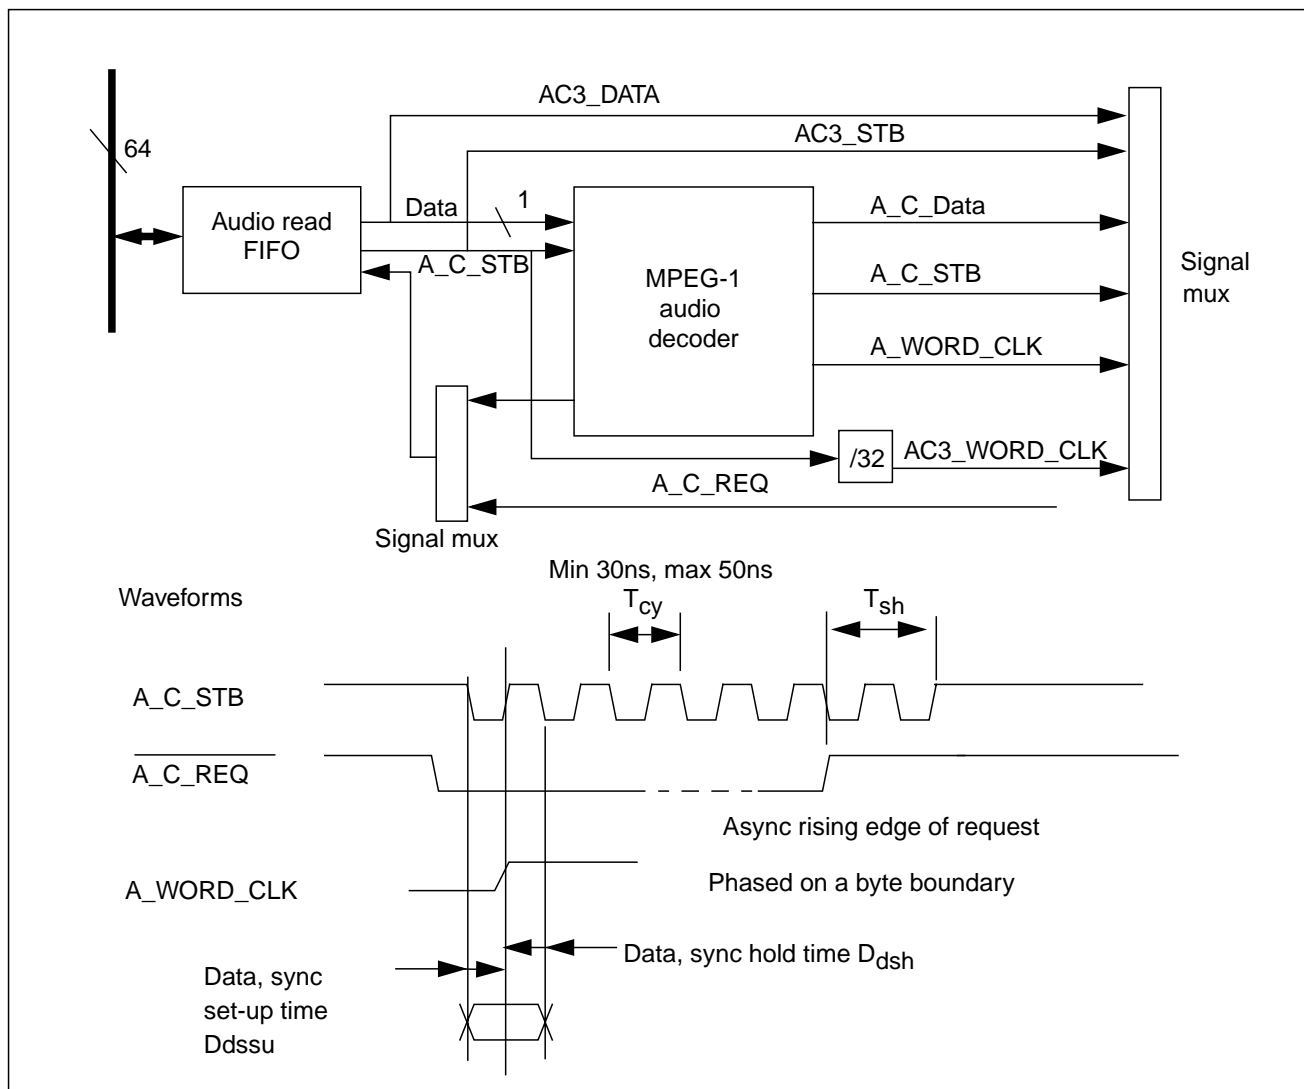 AC3_DATA
AC3_STB
64
Audio read
FIFO
Data
1
A_C_STB
MPEG-1
audio
decoder
A_C_Data
A_C_STB
A_WORD_CLK
Signal
mux
/32
AC3_WORD_CLK
A_C_REQ
Signal mux
Min 30ns, max 50ns
Waveforms
Tcy
Tsh
A_C_STB
A_C_REQ
Async rising edge of request
A_WORD_CLK
Phased on a byte boundary
Data, sync hold time Ddsh
Data, sync
set-up time
Ddssu